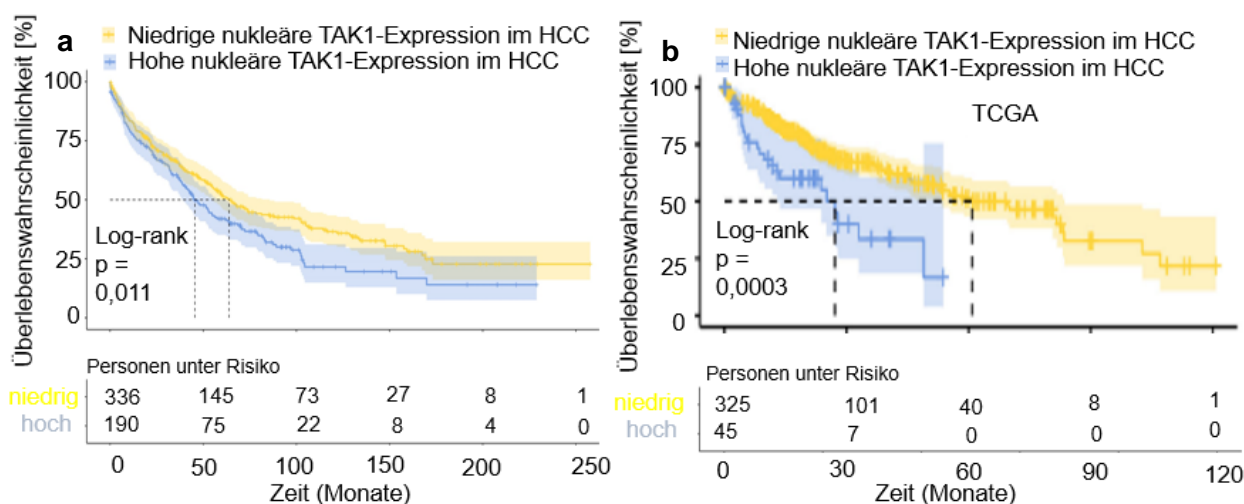 a
Niedrige nukleäre TAK1-Expression im HCC
Hohe nukleäre TAK1-Expression im HCC
Überlebenswahrscheinlichkeit [%]
100
75
50
25
0
Log-rank
p =
0,011
Personen unter Risiko
niedrig 336 145 73 27 8 1
hoch 190 75 22 8 4 0
0 50 100 150 200 250
Zeit (Monate)
b
Niedrige nukleäre TAK1-Expression im HCC
Hohe nukleäre TAK1-Expression im HCC
TCGA
Überlebenswahrscheinlichkeit [%]
100
75
50
25
0
Log-rank
p =
0,0003
Personen unter Risiko
niedrig 325 101 40 8 1
hoch 45 7 0 0 0
0 30 60 90 120
Zeit (Monate)